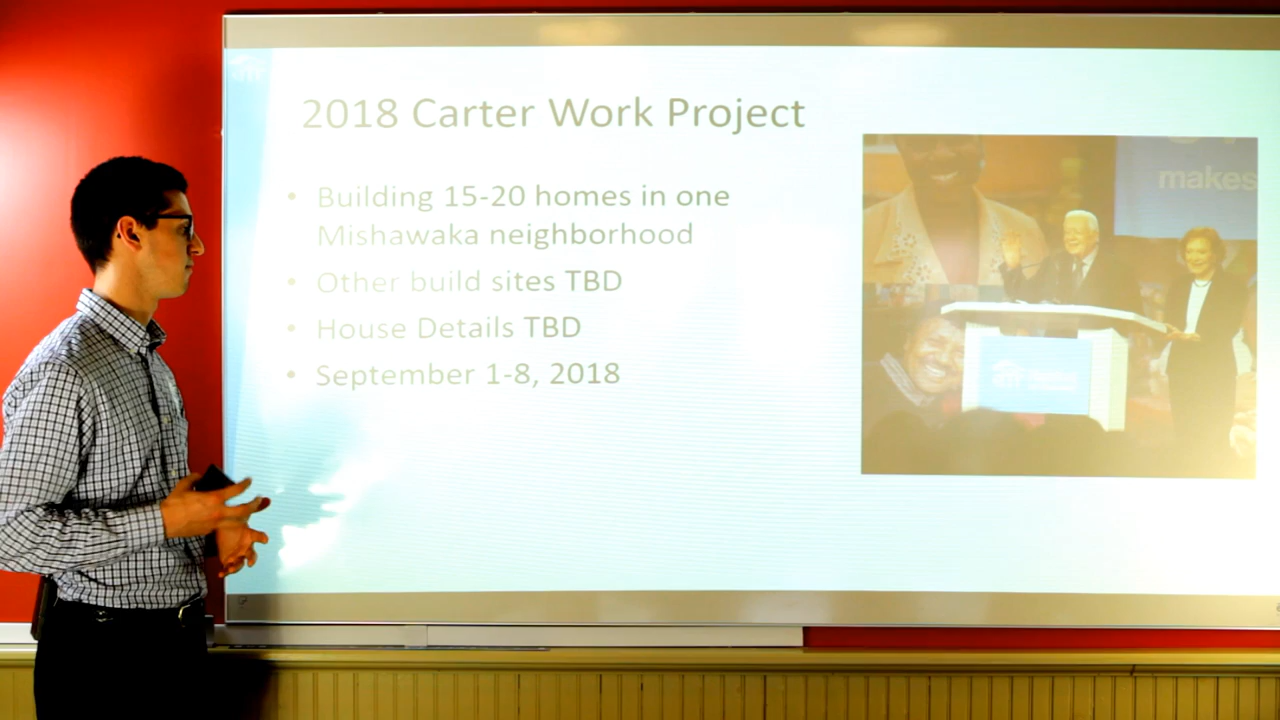 2018 Carter Work Project
• Building 15-20 homes in one
Mishawaka neighborhood
• Other build sites TBD
• House Details TBD
• September 1-8, 2018
makes